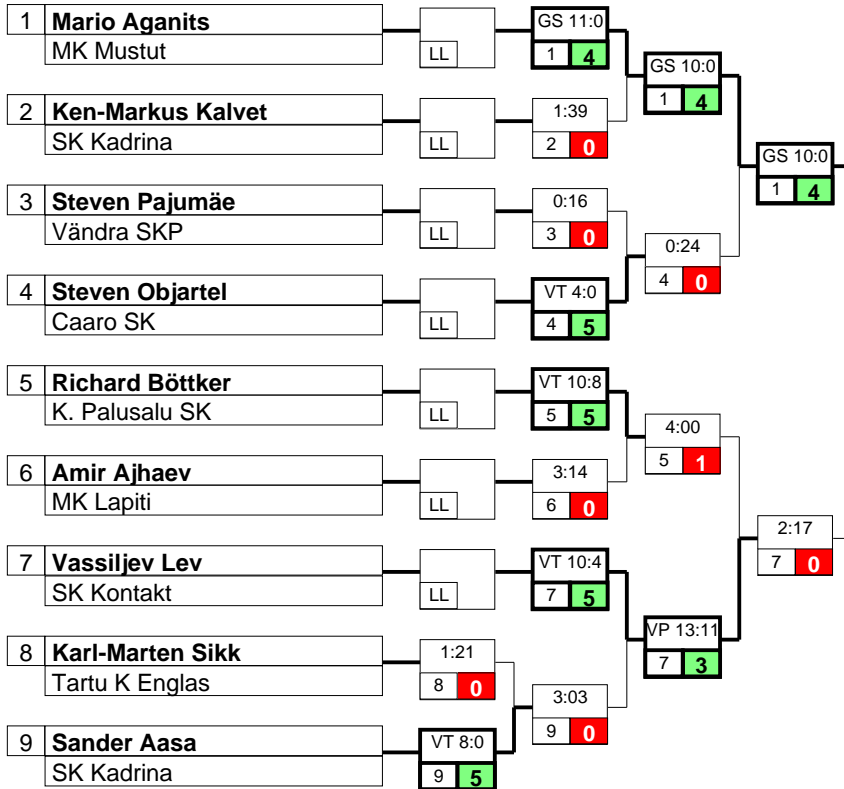 1 Mario Aganits
MK Mustut
LL
GS 11:0
1 4
GS 10:0
1 4
2 Ken-Markus Kalvet
SK Kadrina
LL
1:39
2 0
GS 10:0
1 4
3 Steven Pajumäe
Vändra SKP
LL
0:16
3 0
0:24
4 0
4 Steven Objartel
Caaro SK
LL
VT 4:0
4 5
5 Richard Böttker
K. Palusalu SK
LL
VT 10:8
5 5
4:00
5 1
6 Amir Ajhaev
MK Lapiti
LL
3:14
6 0
2:17
7 0
7 Vassiljev Lev
SK Kontakt
LL
VT 10:4
7 5
VP 13:11
7 3
8 Karl-Marten Sikk
Tartu K Englas
1:21
8 0
3:03
9 0
9 Sander Aasa
SK Kadrina
VT 8:0
9 5